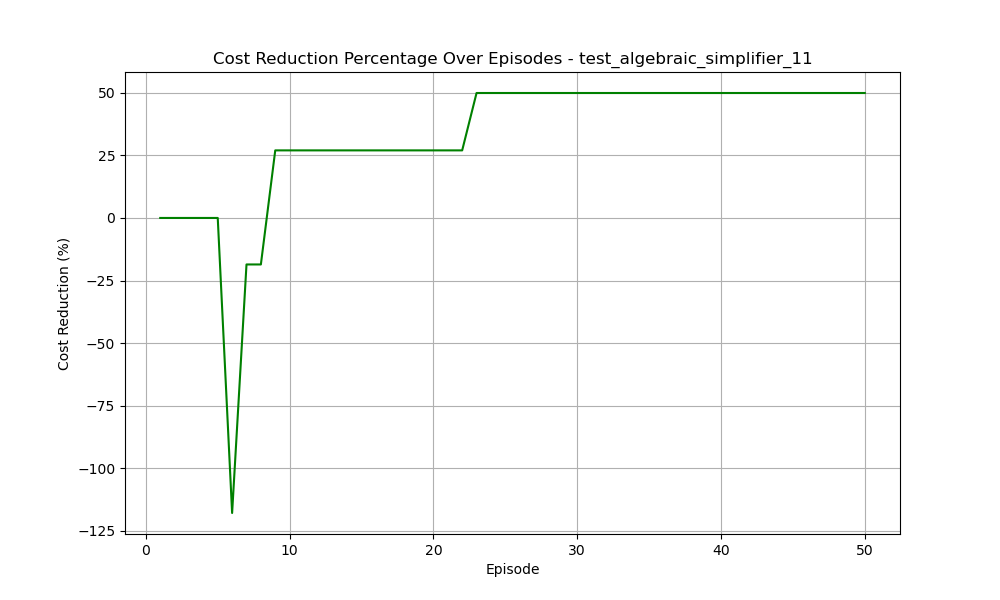 Cost Reduction Percentage Over Episodes - test_algebraic_simplifier_11
50
25
0
−25
−50
−75
−100
−125
Cost Reduction (%)
0 10 20 30 40 50
Episode